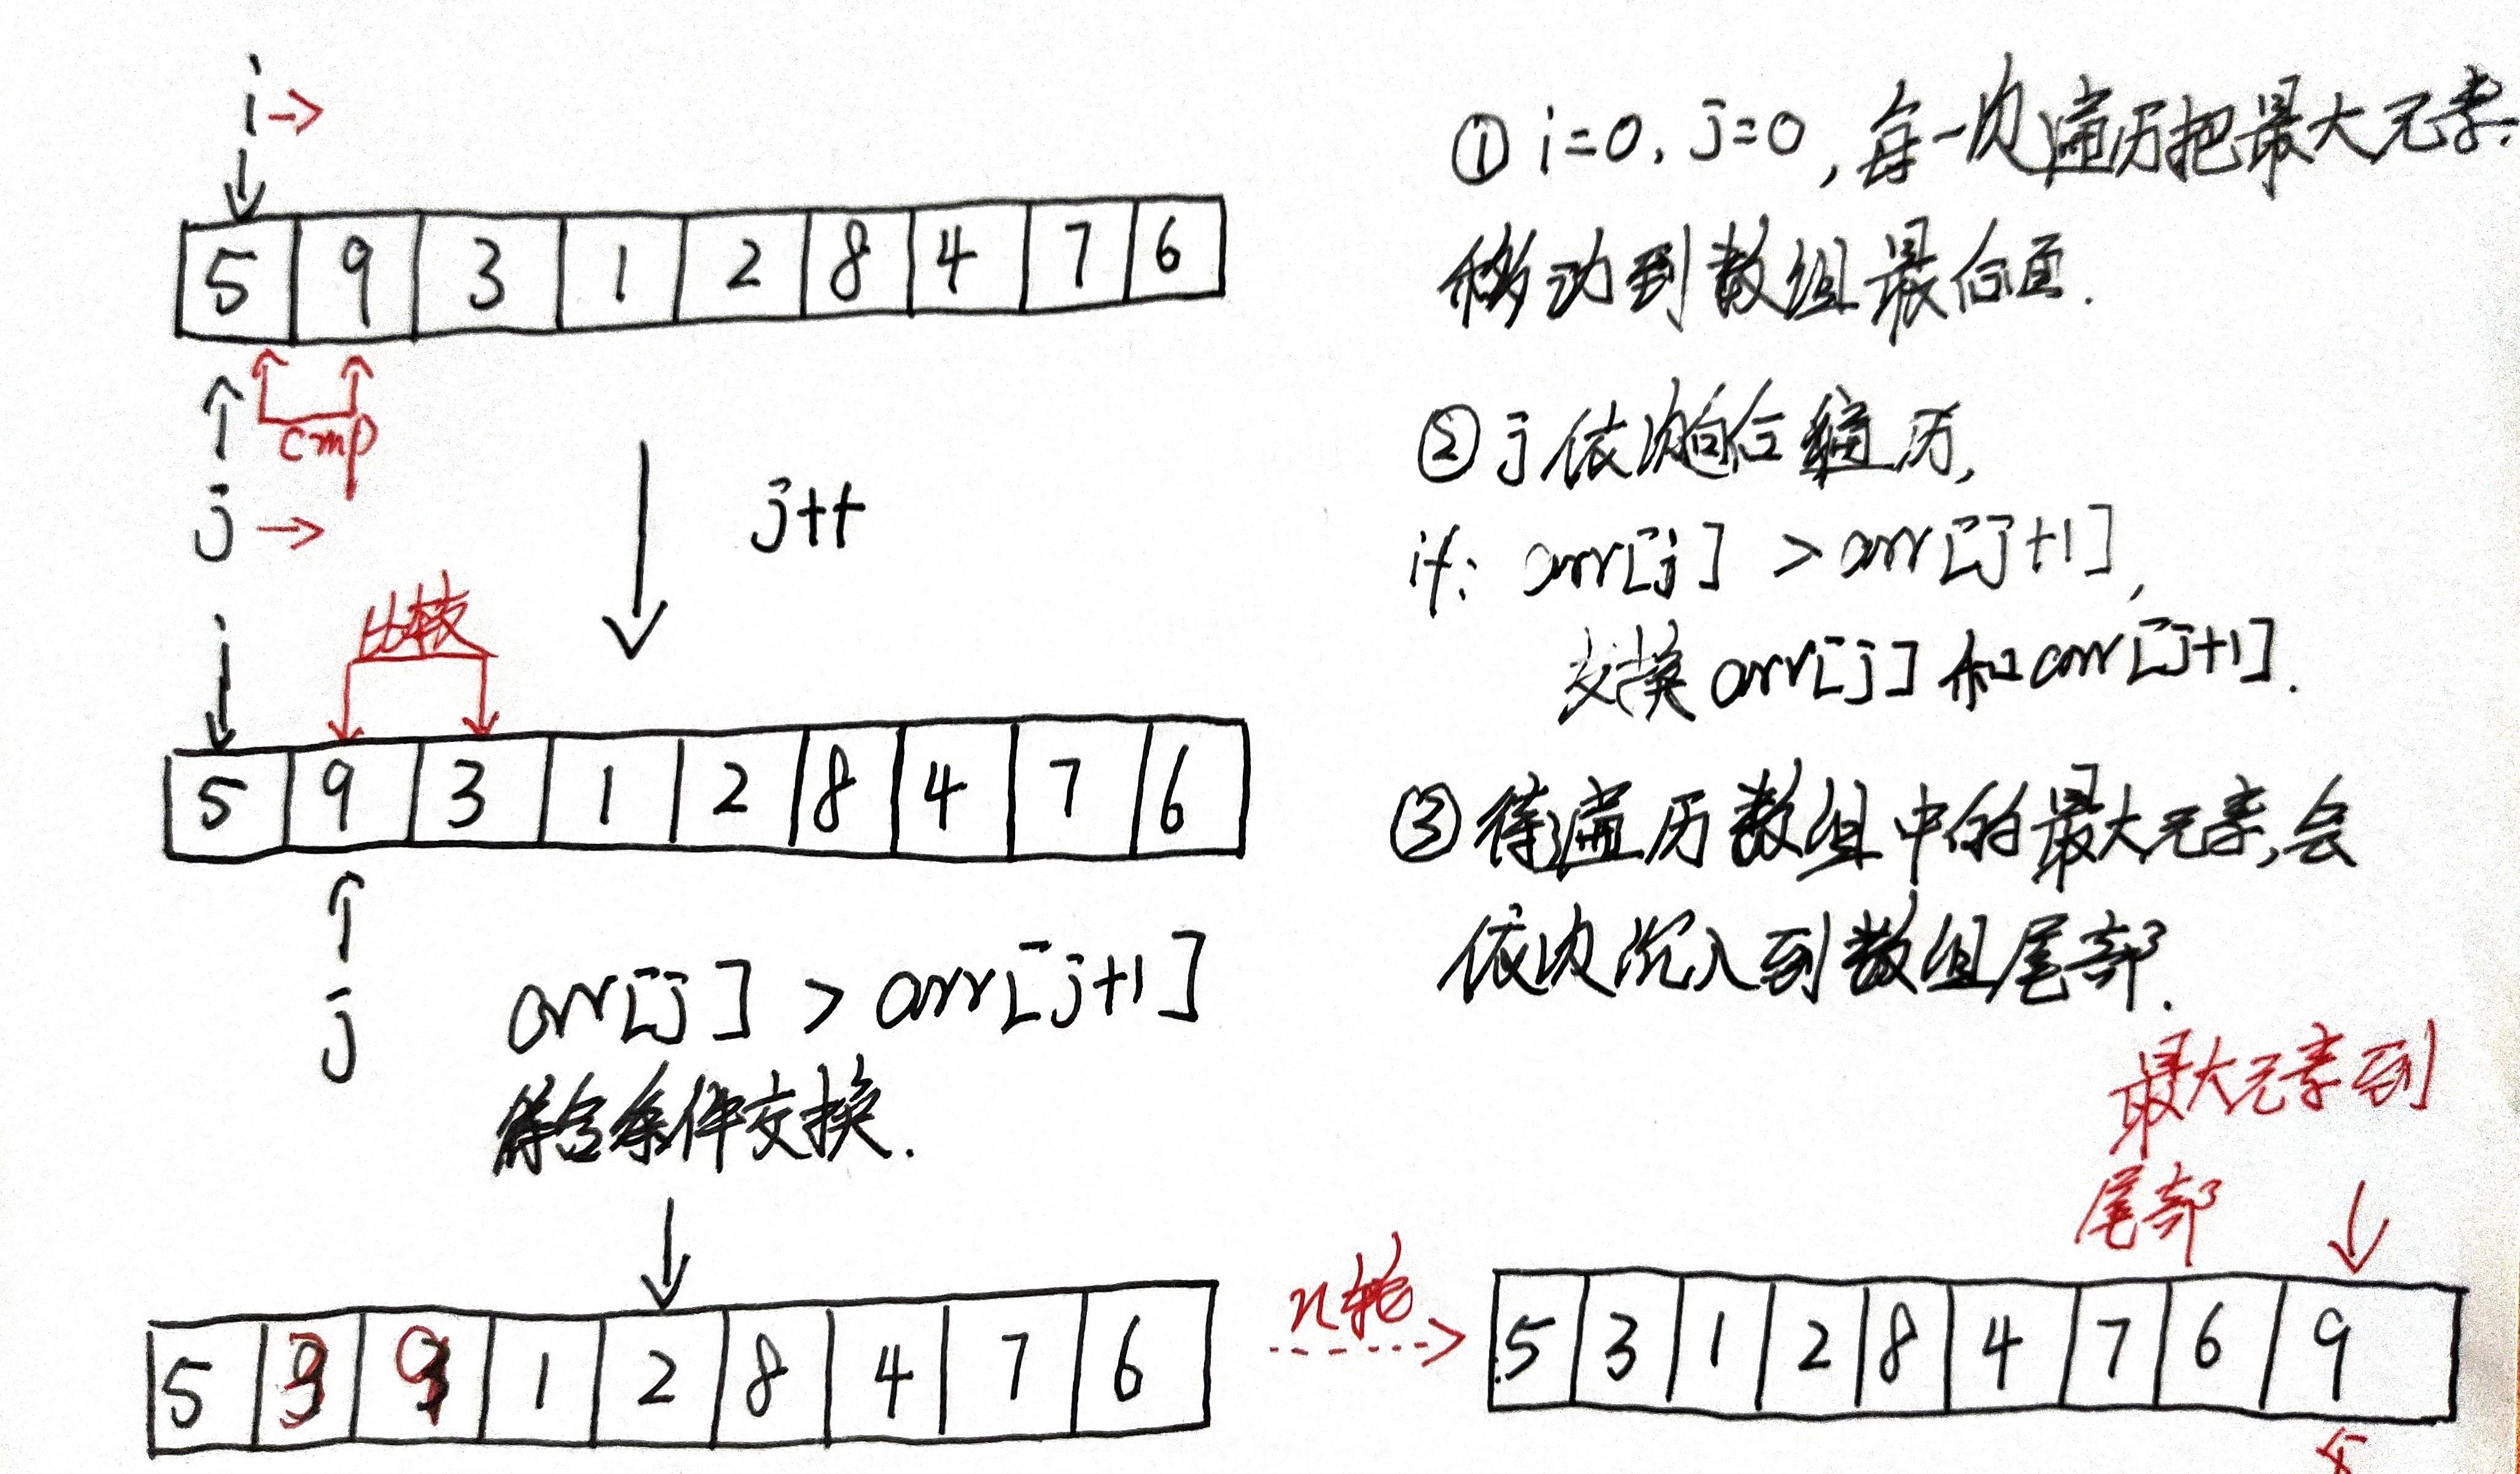 i→
5 9 3 1 2 8 4 7 6
cmp
j→
j++
i
比较
5 9 3 1 2 8 4 7 6
j
arr[j] > arr[j+1]
符合条件交换.
5 3 9 1 2 8 4 7 6
① i=0, j=0, 每一次遍历把最大元素
移动到数组最后面.
② j依次向后遍历,
if: arr[j] > arr[j+1],
交换arr[j]和arr[j+1].
③ 待遍历数组中的最大元素,会
依次沉入到数组尾部.
最大元素到
尾部
n轮
5 3 1 2 8 4 7 6 9